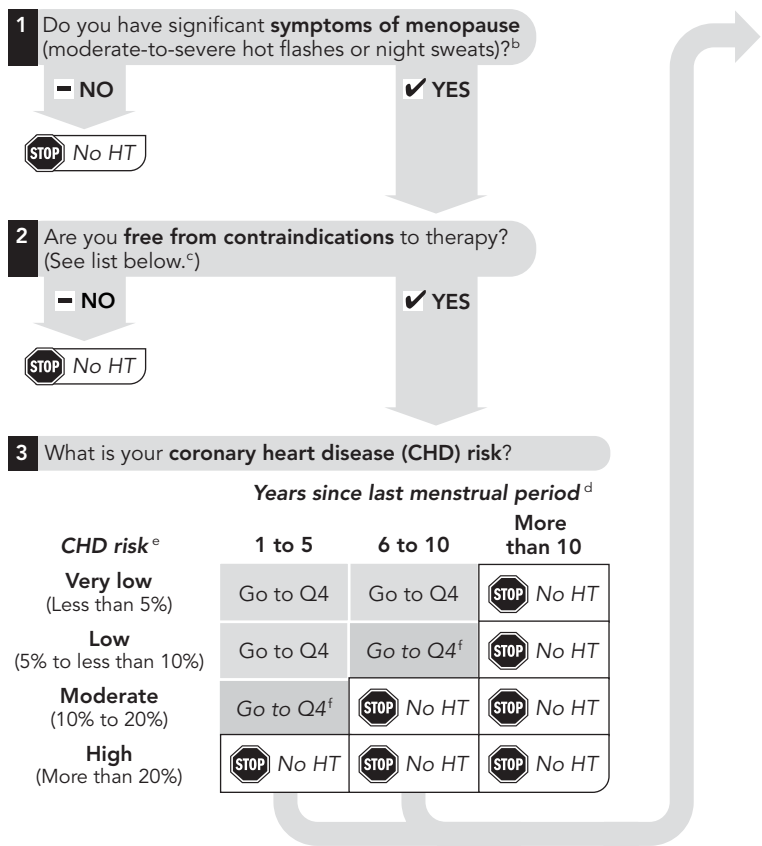 1 Do you have significant symptoms of menopause
(moderate-to-severe hot flashes or night sweats)?ᵇ
– NO ✔ YES
STOP No HT
2 Are you free from contraindications to therapy?
(See list below.ᶜ)
– NO ✔ YES
STOP No HT
3 What is your coronary heart disease (CHD) risk?
Years since last menstrual period ᵈ
CHD risk ᵉ 1 to 5 6 to 10 More than 10
Very low
(Less than 5%) Go to Q4 Go to Q4 STOP No HT
Low
(5% to less than 10%) Go to Q4 Go to Q4ᶠ STOP No HT
Moderate
(10% to 20%) Go to Q4ᶠ STOP No HT STOP No HT
High
(More than 20%) STOP No HT STOP No HT STOP No HT